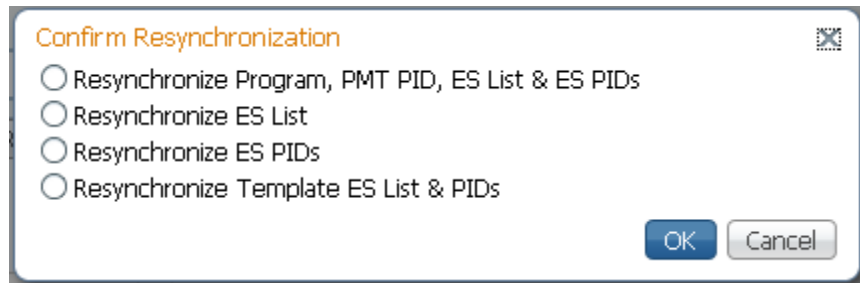 Confirm Resynchronization
Resynchronize Program, PMT PID, ES List & ES PIDs
Resynchronize ES List
Resynchronize ES PIDs
Resynchronize Template ES List & PIDs
OK Cancel